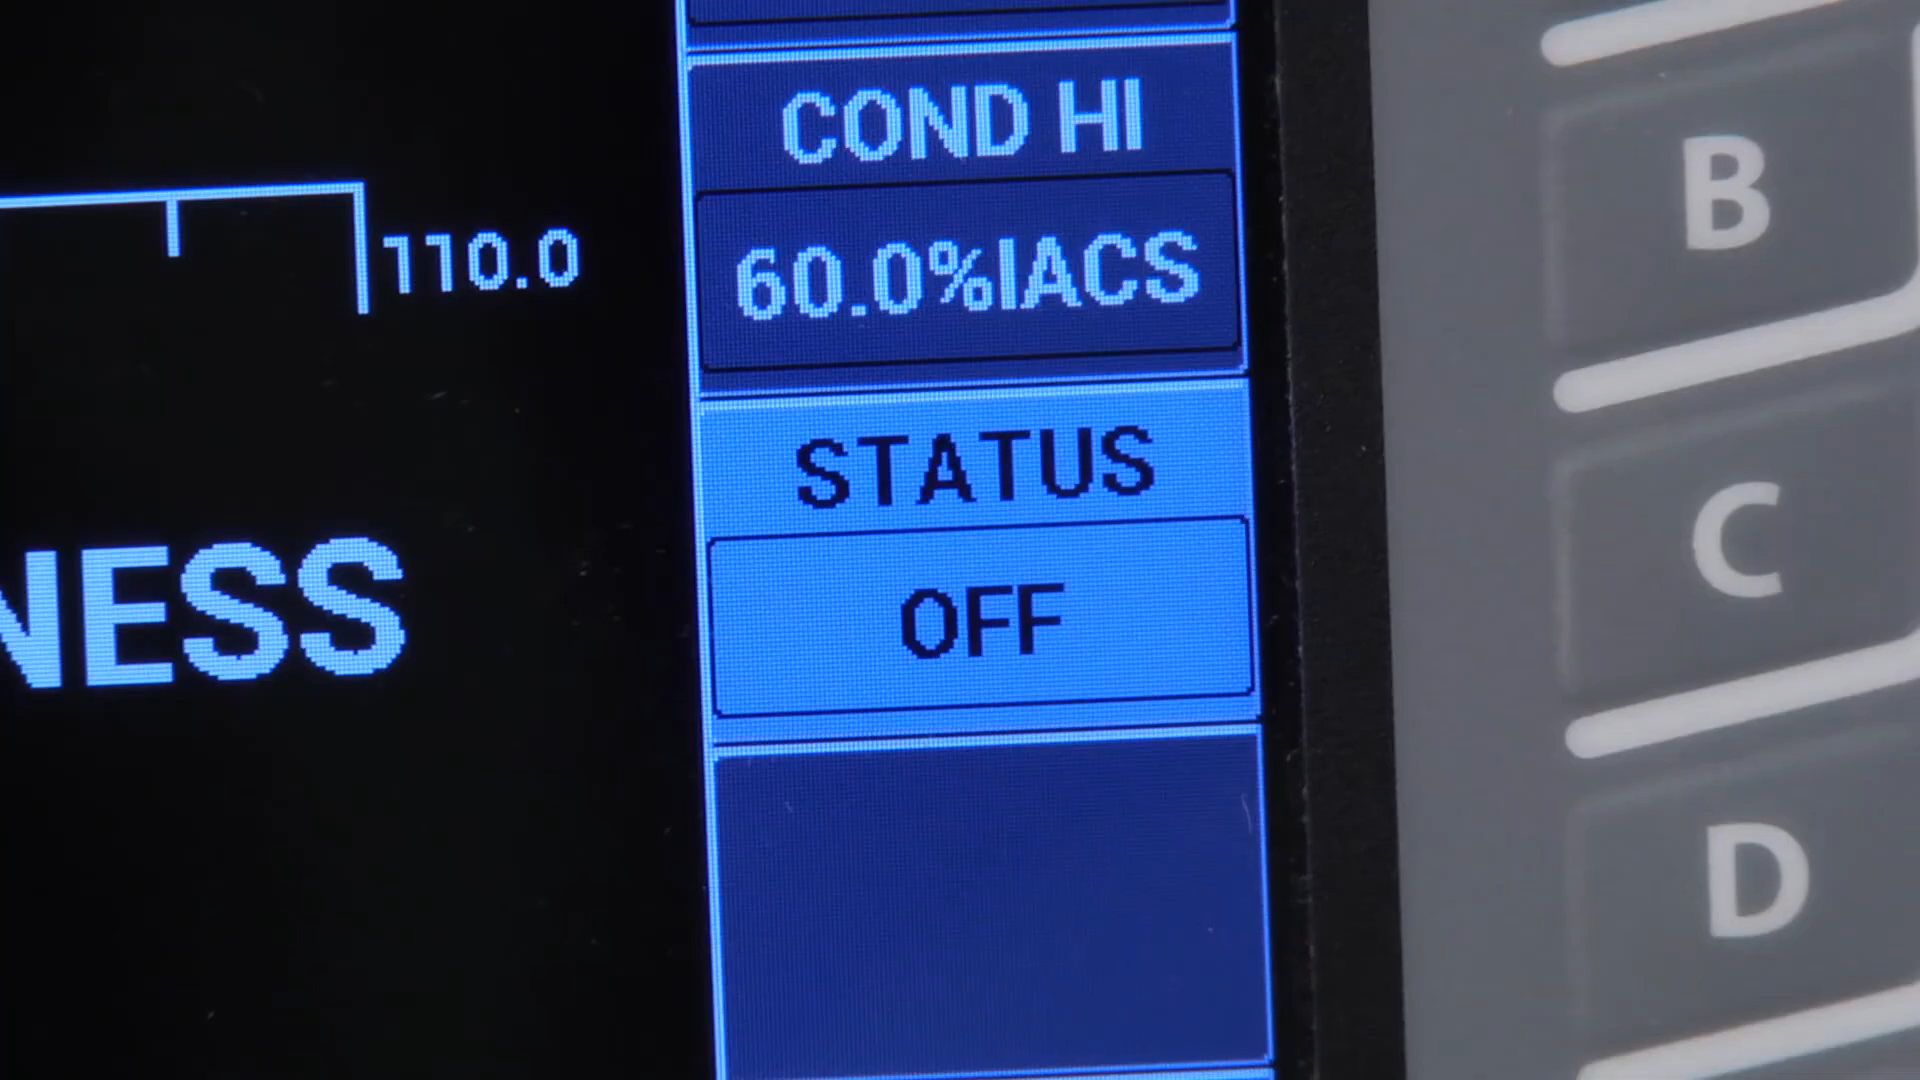 COND HI
60.0%IACS
110.0
STATUS
OFF
NESS
B
C
D